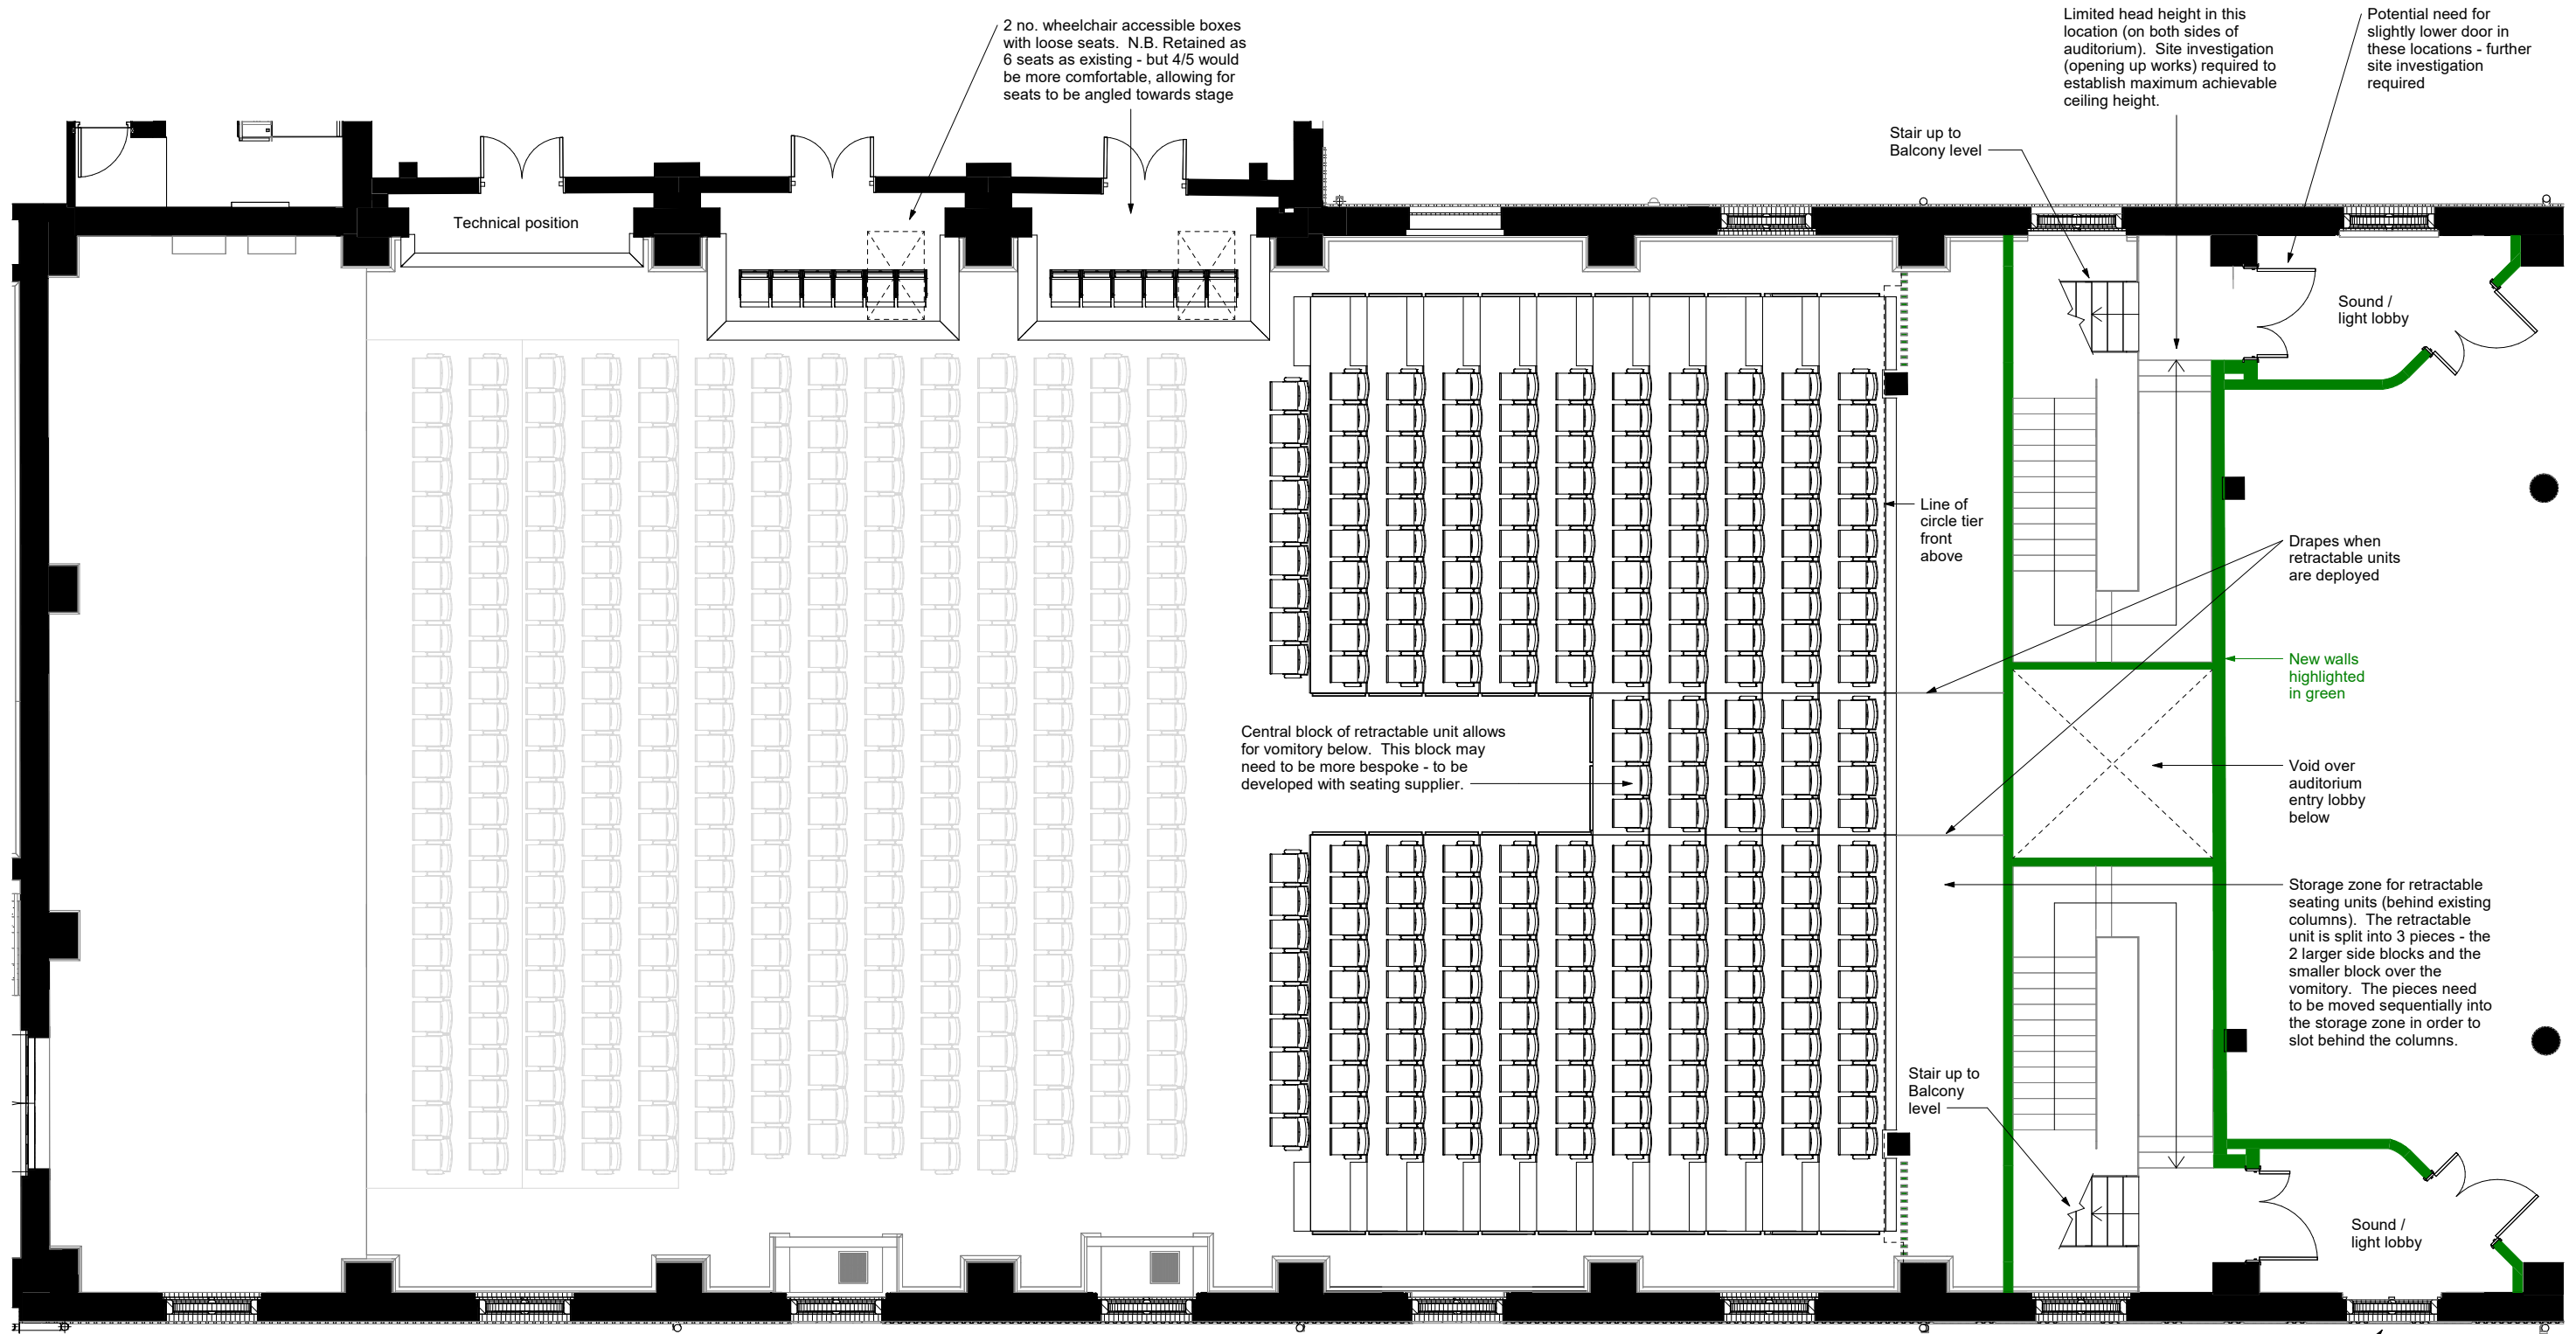 2 no. wheelchair accessible boxes
with loose seats.  N.B. Retained as
6 seats as existing - but 4/5 would
be more comfortable, allowing for
seats to be angled towards stage
Limited head height in this
location (on both sides of
auditorium).  Site investigation
(opening up works) required to
establish maximum achievable
ceiling height.
Potential need for
slightly lower door in
these locations - further
site investigation
required
Stair up to
Balcony level
Technical position
Sound /
light lobby
Line of
circle tier
front
above
Drapes when
retractable units
are deployed
New walls
highlighted
in green
Central block of retractable unit allows
for vomitory below.  This block may
need to be more bespoke - to be
developed with seating supplier.
Void over
auditorium
entry lobby
below
Storage zone for retractable
seating units (behind existing
columns).  The retractable
unit is split into 3 pieces - the
2 larger side blocks and the
smaller block over the
vomitory.  The pieces need
to be moved sequentially into
the storage zone in order to
slot behind the columns.
Stair up to
Balcony
level
Sound /
light lobby